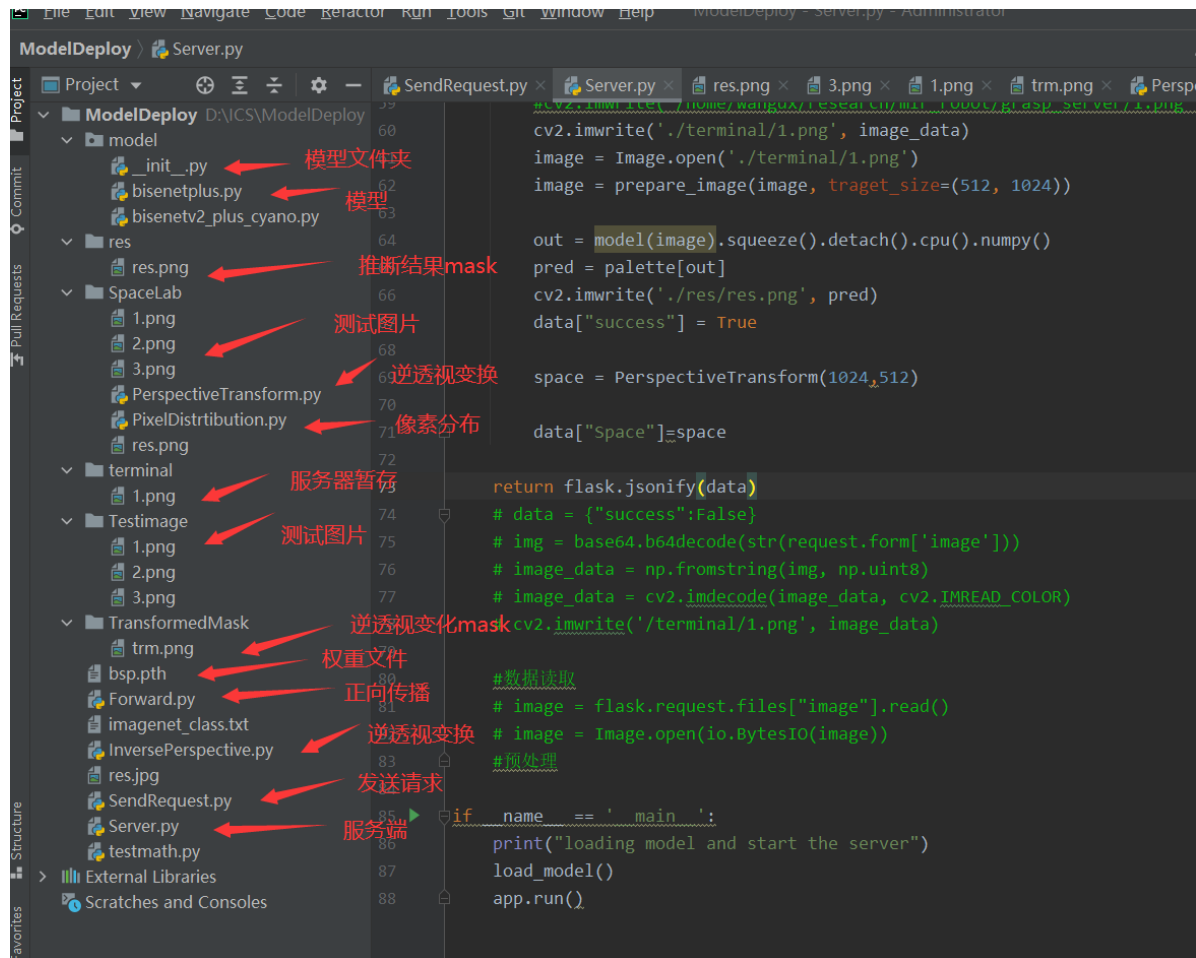 File Edit View Navigate Code Refactor Run Tools Git Window Help ModelDeploy - Server.py - Administrator
ModelDeploy Server.py
Project
Commit
Pull Requests
Structure
Favorites
Project
ModelDeploy D:\ICS\ModelDeploy
model
__init__.py 模型文件夹
bisenetplus.py 模型
bisenetv2_plus_cyano.py
res
res.png 推断结果mask
SpaceLab
1.png
2.png 测试图片
3.png
PerspectiveTransform.py 逆透视变换
PixelDistrtibution.py 像素分布
res.png
terminal
1.png 服务器暂存
Testimage
1.png 测试图片
2.png
3.png
TransformedMask
trm.png 逆透视变化mask
bsp.pth 权重文件
Forward.py 正向传播
imagenet_class.txt
InversePerspective.py 逆透视变换
res.jpg
SendRequest.py 发送请求
Server.py 服务端
testmath.py
External Libraries
Scratches and Consoles
SendRequest.py Server.py res.png 3.png 1.png trm.png Persp
59 #cv2.imwrite('/home/wangdx/research/mir_robot/grasp_server/1.png
60 cv2.imwrite('./terminal/1.png', image_data)
image = Image.open('./terminal/1.png')
62 image = prepare_image(image, traget_size=(512, 1024))
63
64 out = model(image).squeeze().detach().cpu().numpy()
pred = palette[out]
66 cv2.imwrite('./res/res.png', pred)
data["success"] = True
68
69 space = PerspectiveTransform(1024,512)
70
71 data["Space"]=space
72
73 return flask.jsonify(data)
74 # data = {"success":False}
75 # img = base64.b64decode(str(request.form['image']))
76 # image_data = np.fromstring(img, np.uint8)
77 # image_data = cv2.imdecode(image_data, cv2.IMREAD_COLOR)
# cv2.imwrite('/terminal/1.png', image_data)
79
80 #数据读取
81 # image = flask.request.files["image"].read()
# image = Image.open(io.BytesIO(image))
83 #预处理
85 if __name__ == '__main__':
86 print("loading model and start the server")
87 load_model()
88 app.run()